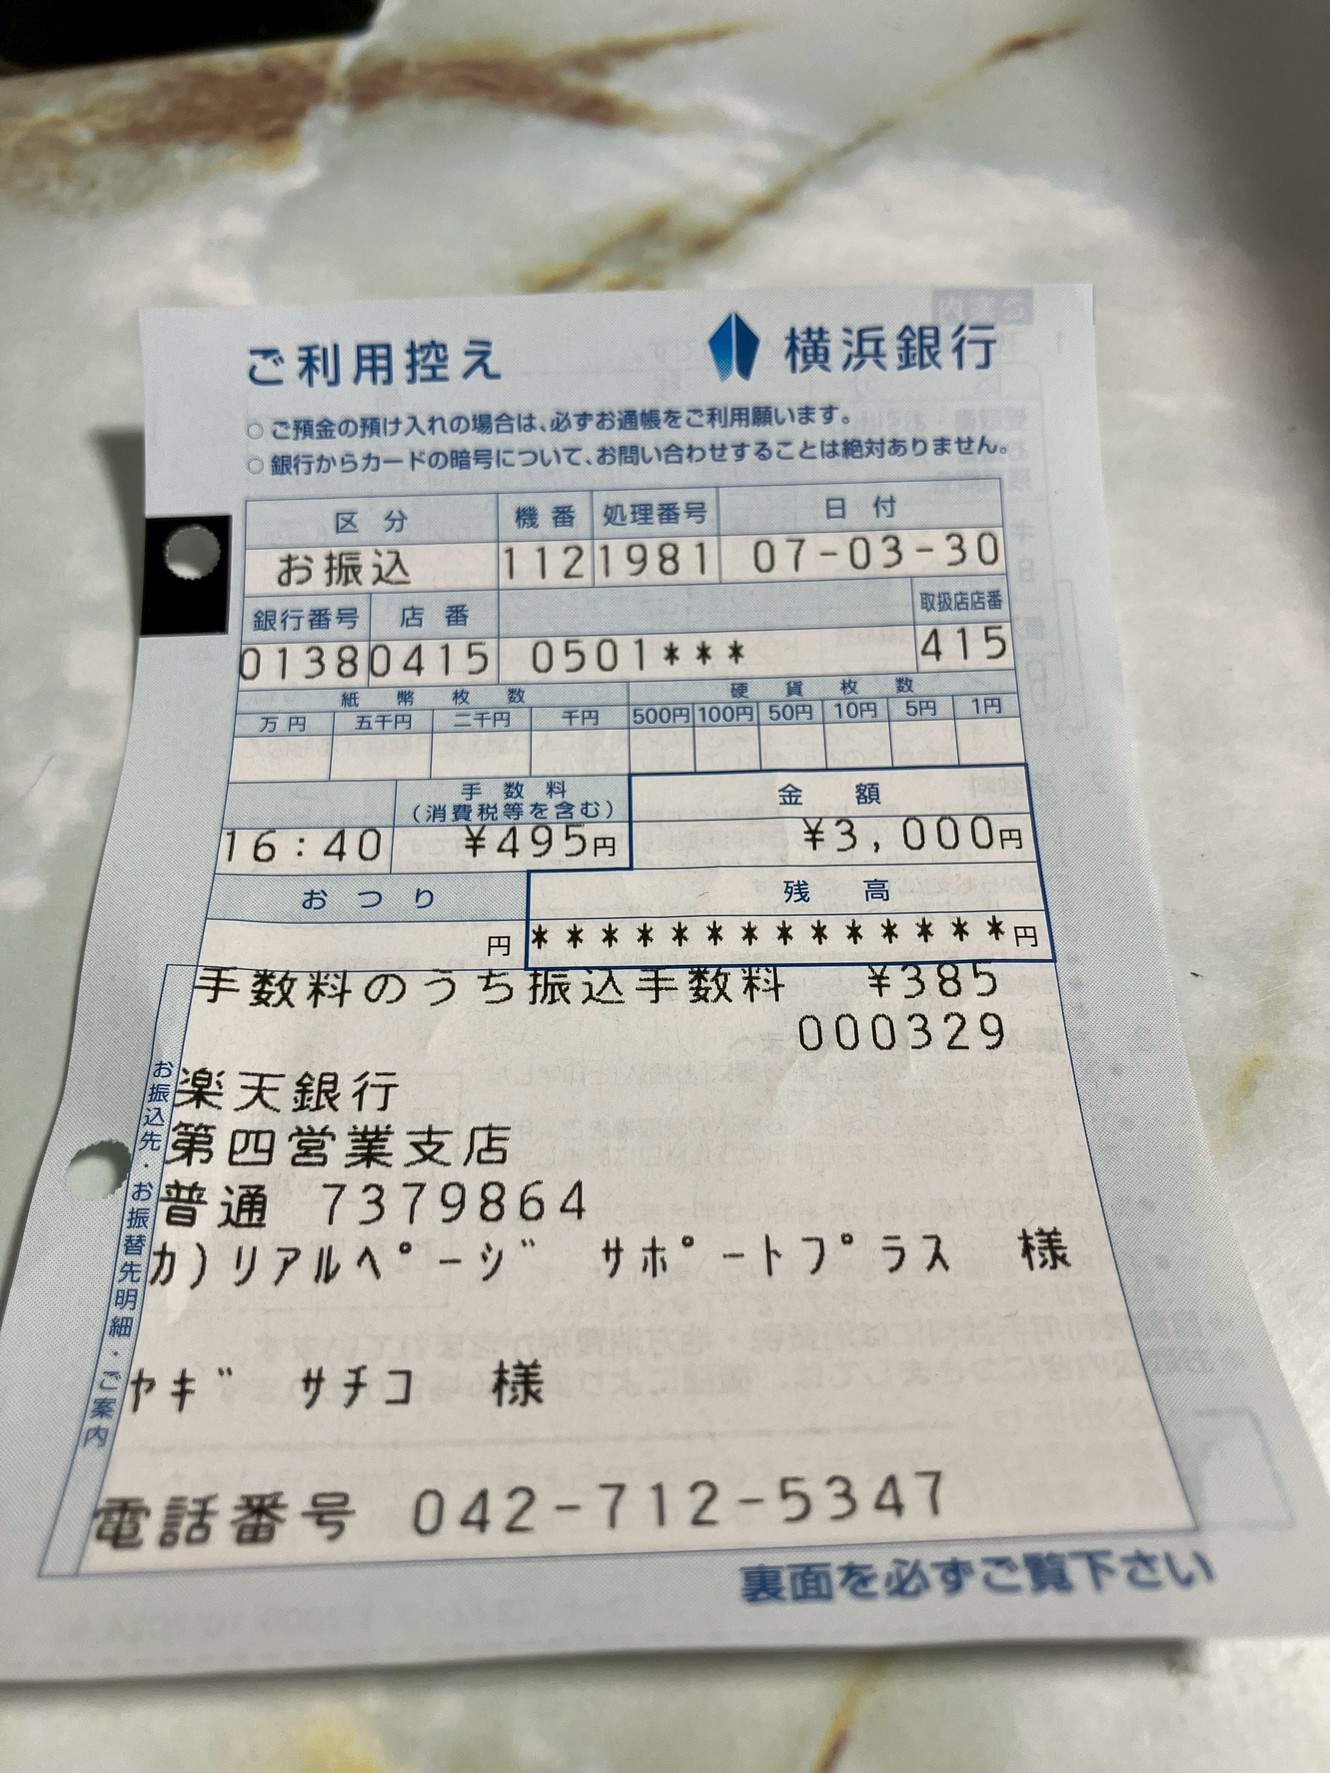 ご利用控え 横浜銀行
○ご預金の預け入れの場合は、必ずお通帳をご利用願います。
○銀行からカードの暗号について、お問い合わせすることは絶対ありません。
区分 機番 処理番号 日付
お振込 112 1981 07-03-30
銀行番号 店番 取扱店店番
0138 0415 0501*** 415
紙幣枚数 硬貨枚数
万円 五千円 二千円 千円 500円 100円 50円 10円 5円 1円
手数料 金額
(消費税等を含む)
16:40 ¥495円 ¥3,000円
おつり 残高
円 **************円
手数料のうち振込手数料 ¥385
000329
お振込先・お振替先明細・ご案内
楽天銀行
第四営業支店
普通 7379864
カ)リアルペ゚ージ サポートプラス 様
ヤギ サチコ 様
電話番号 042-712-5347
裏面を必ずご覧下さい